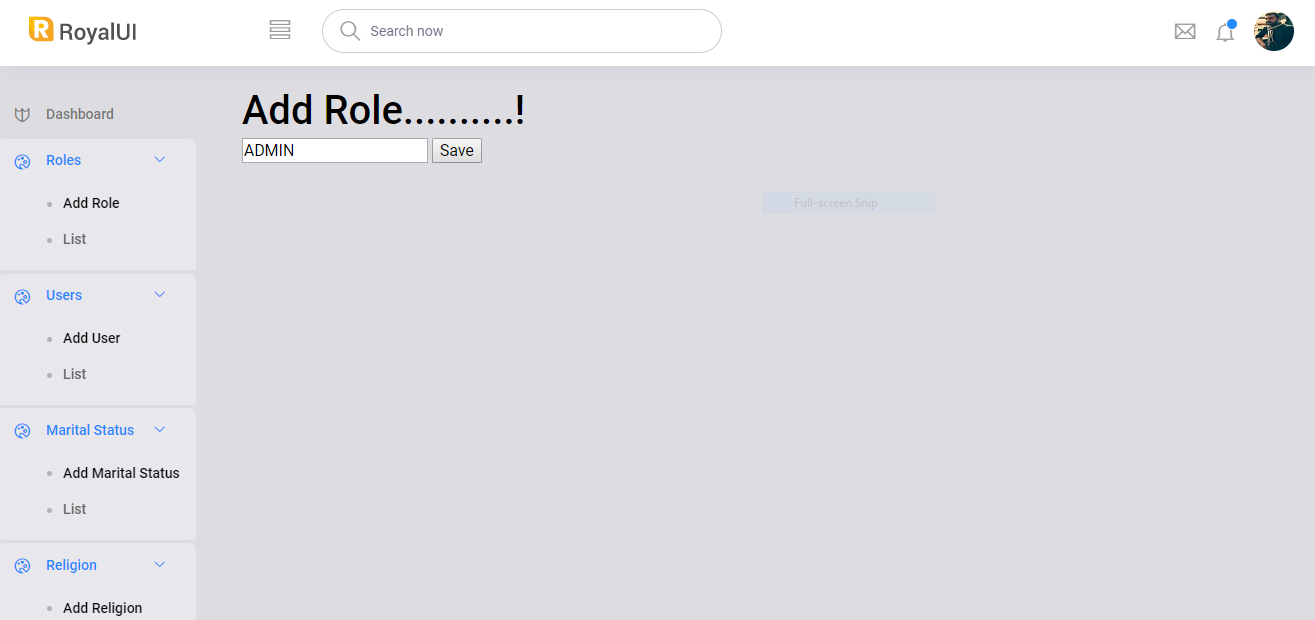 RoyalUI
Search now
Dashboard
Roles
Add Role
List
Users
Add User
List
Marital Status
Add Marital Status
List
Religion
Add Religion
Add Role..........!
ADMIN Save
Full-screen Snip